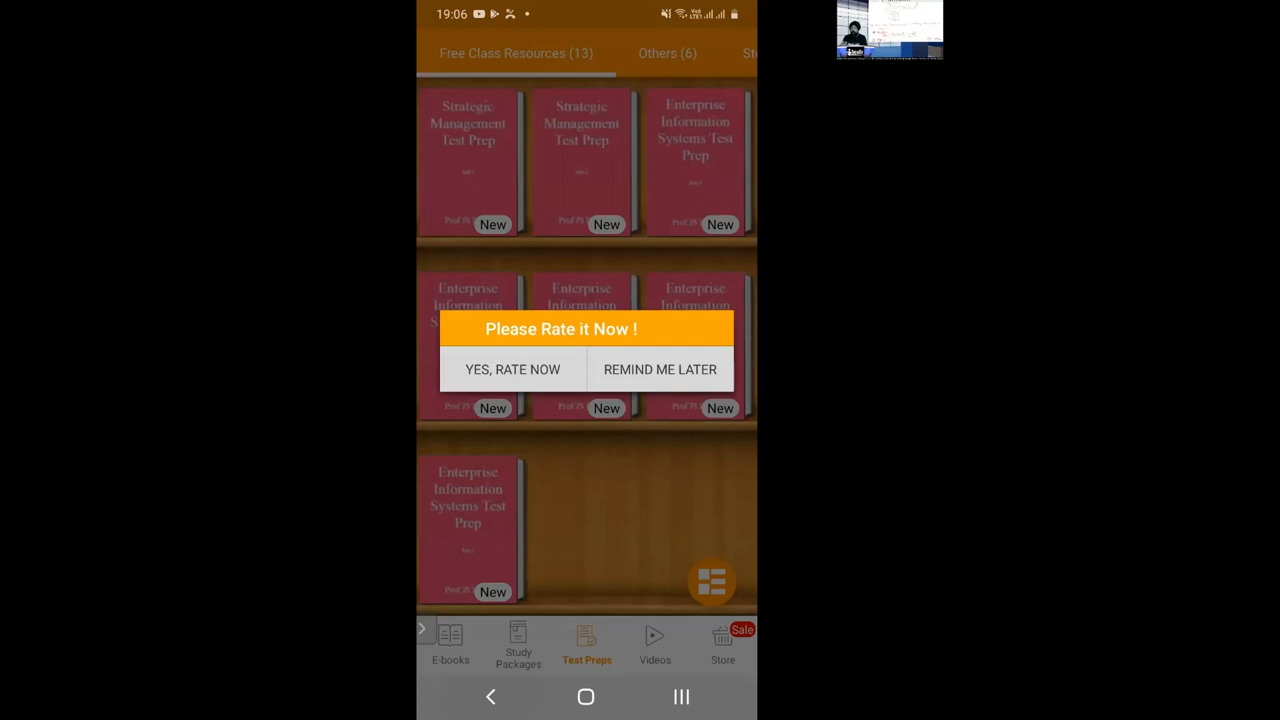 19:06
Vo)) LTE1
Free Class Resources (13)
Others (6)
St
Strategic
Management
Test Prep
New
Strategic
Management
Test Prep
New
Enterprise
Information
Systems Test
Prep
New
Enterprise
Information
New
Enterprise
Information
New
Enterprise
Information
New
Please Rate it Now !
YES, RATE NOW
REMIND ME LATER
Enterprise
Information
Systems Test
Prep
New
E-books
Study
Packages
Test Preps
Videos
Sale
Store